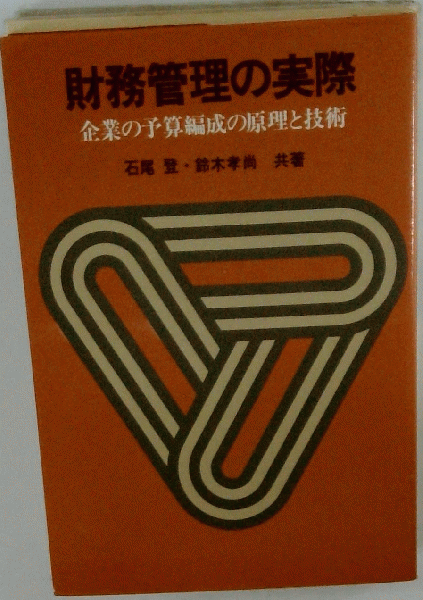 財務管理の実際
企業の予算編成の原理と技術
石尾 登・鈴木孝尚 共著